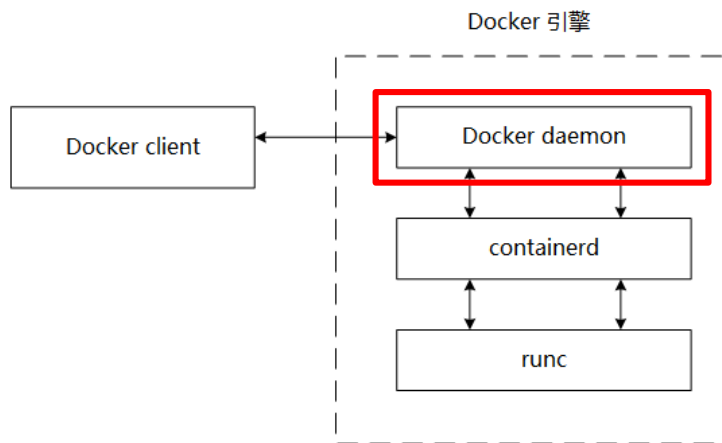 Docker 引擎
Docker client
Docker daemon
containerd
runc